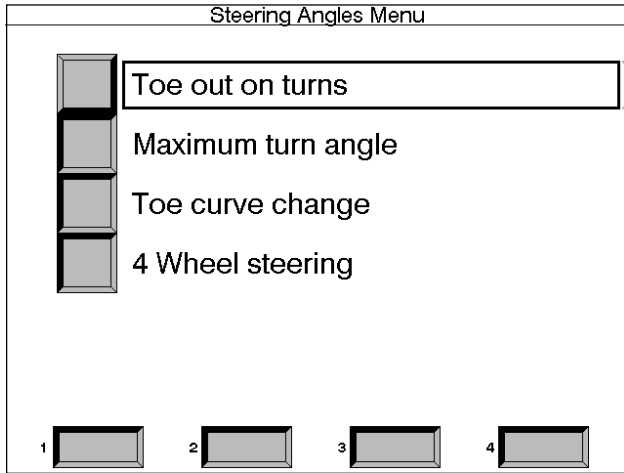 Steering Angles Menu
Toe out on turns
Maximum turn angle
Toe curve change
4 Wheel steering
1 2 3 4